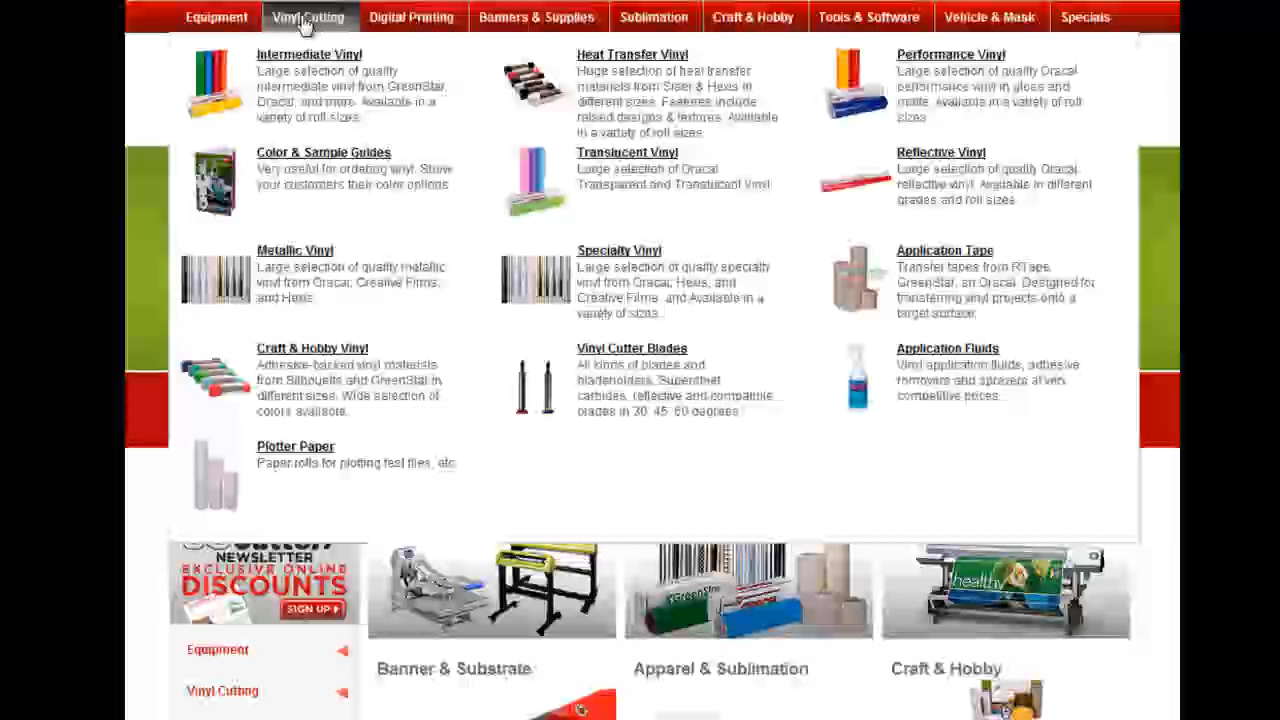 Equipment
Vinyl Cutting
Digital Printing
Banners & Supplies
Sublimation
Craft & Hobby
Tools & Software
Vehicle & Mask
Specials
Intermediate Vinyl
Large selection of quality
intermediate vinyl from GreenStar,
Oracal, and more. Available in a
variety of roll sizes.
Heat Transfer Vinyl
Huge selection of heat transfer
materials from Siser & Hexis in
different sizes. Features include
raised designs & textures. Available
in a variety of roll sizes.
Performance Vinyl
Large selection of quality Oracal
performance vinyl in gloss and
matte. Available in a variety of roll
sizes.
Color & Sample Guides
Very useful for ordering vinyl. Show
your customers their color options.
Translucent Vinyl
Large selection of Oracal
Transparent and Translucent Vinyl.
Reflective Vinyl
Large selection of quality Oracal
reflective vinyl. Available in different
grades and roll sizes.
Metallic Vinyl
Large selection of quality metallic
vinyl from Oracal, Creative Films,
and Hexis.
Specialty Vinyl
Large selection of quality specialty
vinyl from Oracal, Hexis, and
Creative Films, and Available in a
variety of sizes.
Application Tape
Transfer tapes from RTape,
GreenStar, an Oracal. Designed for
transferring vinyl projects onto a
target surface.
Craft & Hobby Vinyl
Adhesive-backed vinyl materials
from Silhouette and GreenStar in
different sizes. Wide selection of
colors available.
Vinyl Cutter Blades
All kinds of blades and
bladeholders. Supersteel
carbides, reflective and compatible
blades in 30, 45, 60 degrees.
Application Fluids
Vinyl application fluids, adhesive
removers and sprayers at very
competitive prices.
Plotter Paper
Paper rolls for plotting test files, etc.
NEWSLETTER
EXCLUSIVE ONLINE
DISCOUNTS
SIGN UP
GreenStar
healthy
Equipment
Vinyl Cutting
Banner & Substrate
Apparel & Sublimation
Craft & Hobby